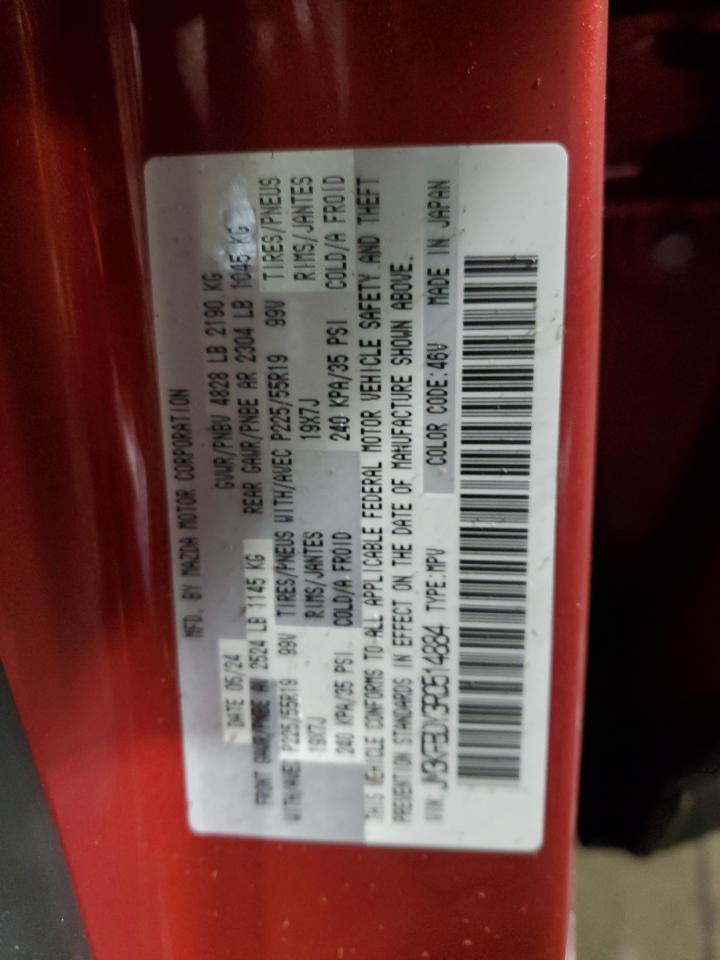 MFD. BY MAZDA MOTOR CORPORATION
DATE 05/24 GVWR/PNBV 4828 LB 2190 KG
FRONT GAWR/PNBE AV 2524 LB 1145 KG REAR GAWR/PNBE AR 2304 LB 1045 KG
WITH/AVEC P225/55R19 99V TIRES/PNEUS WITH/AVEC P225/55R19 99V TIRES/PNEUS
19X7J RIMS/JANTES 19X7J RIMS/JANTES
240 KPA/35 PSI COLD/A FROID 240 KPA/35 PSI COLD/A FROID
THIS VEHICLE CONFORMS TO ALL APPLICABLE FEDERAL MOTOR VEHICLE SAFETY AND THEFT
PREVENTION STANDARDS IN EFFECT ON THE DATE OF MANUFACTURE SHOWN ABOVE.
VIN: JM3KFBDY3R0514884 TYPE:MPV COLOR CODE:46V MADE IN JAPAN